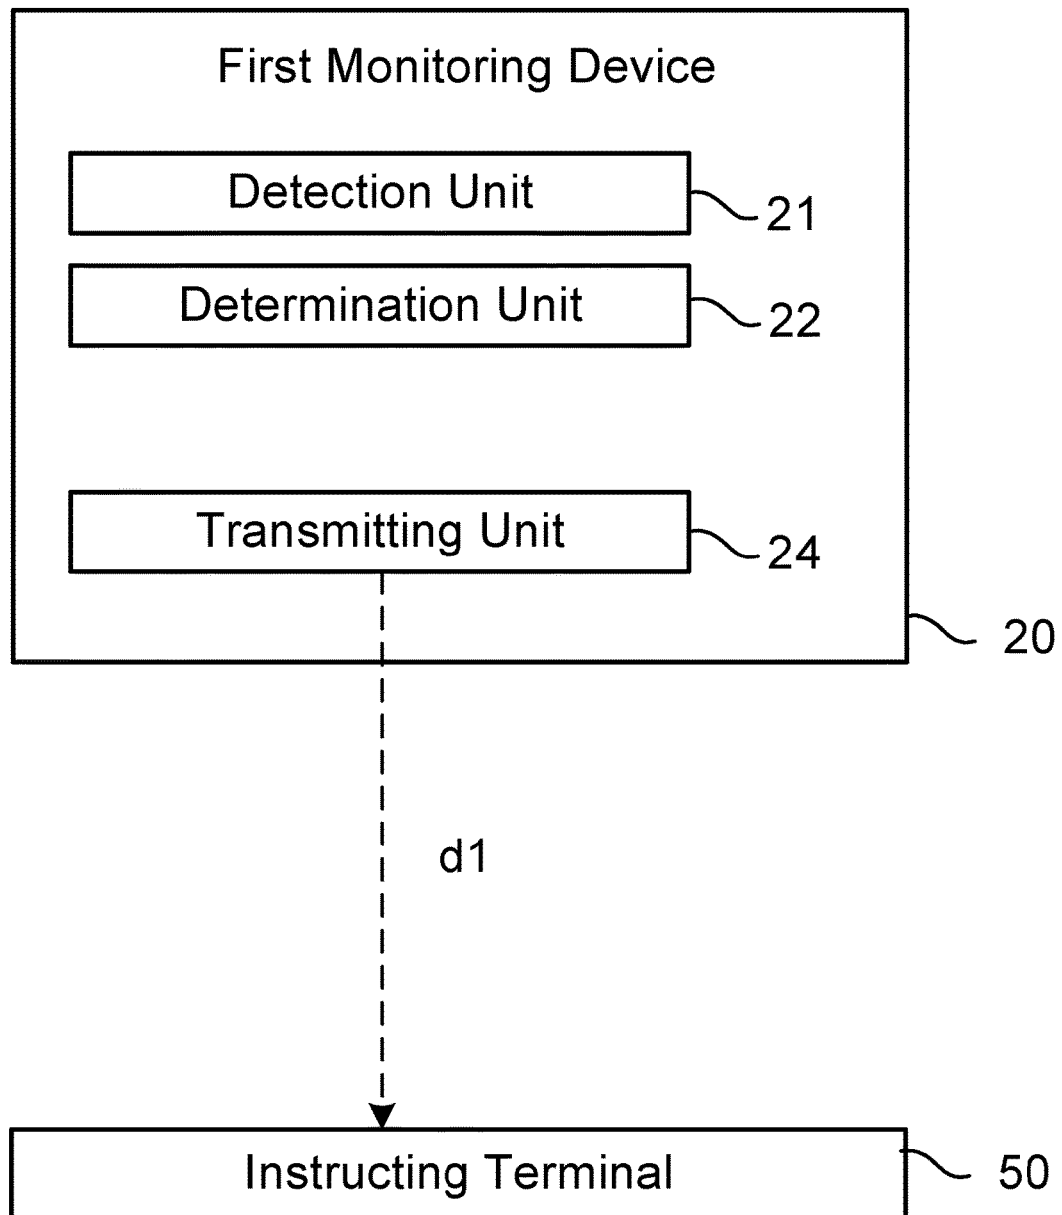 First Monitoring Device
Detection Unit
21
Determination Unit
22
Transmitting Unit
24
20
d1
Instructing Terminal
50